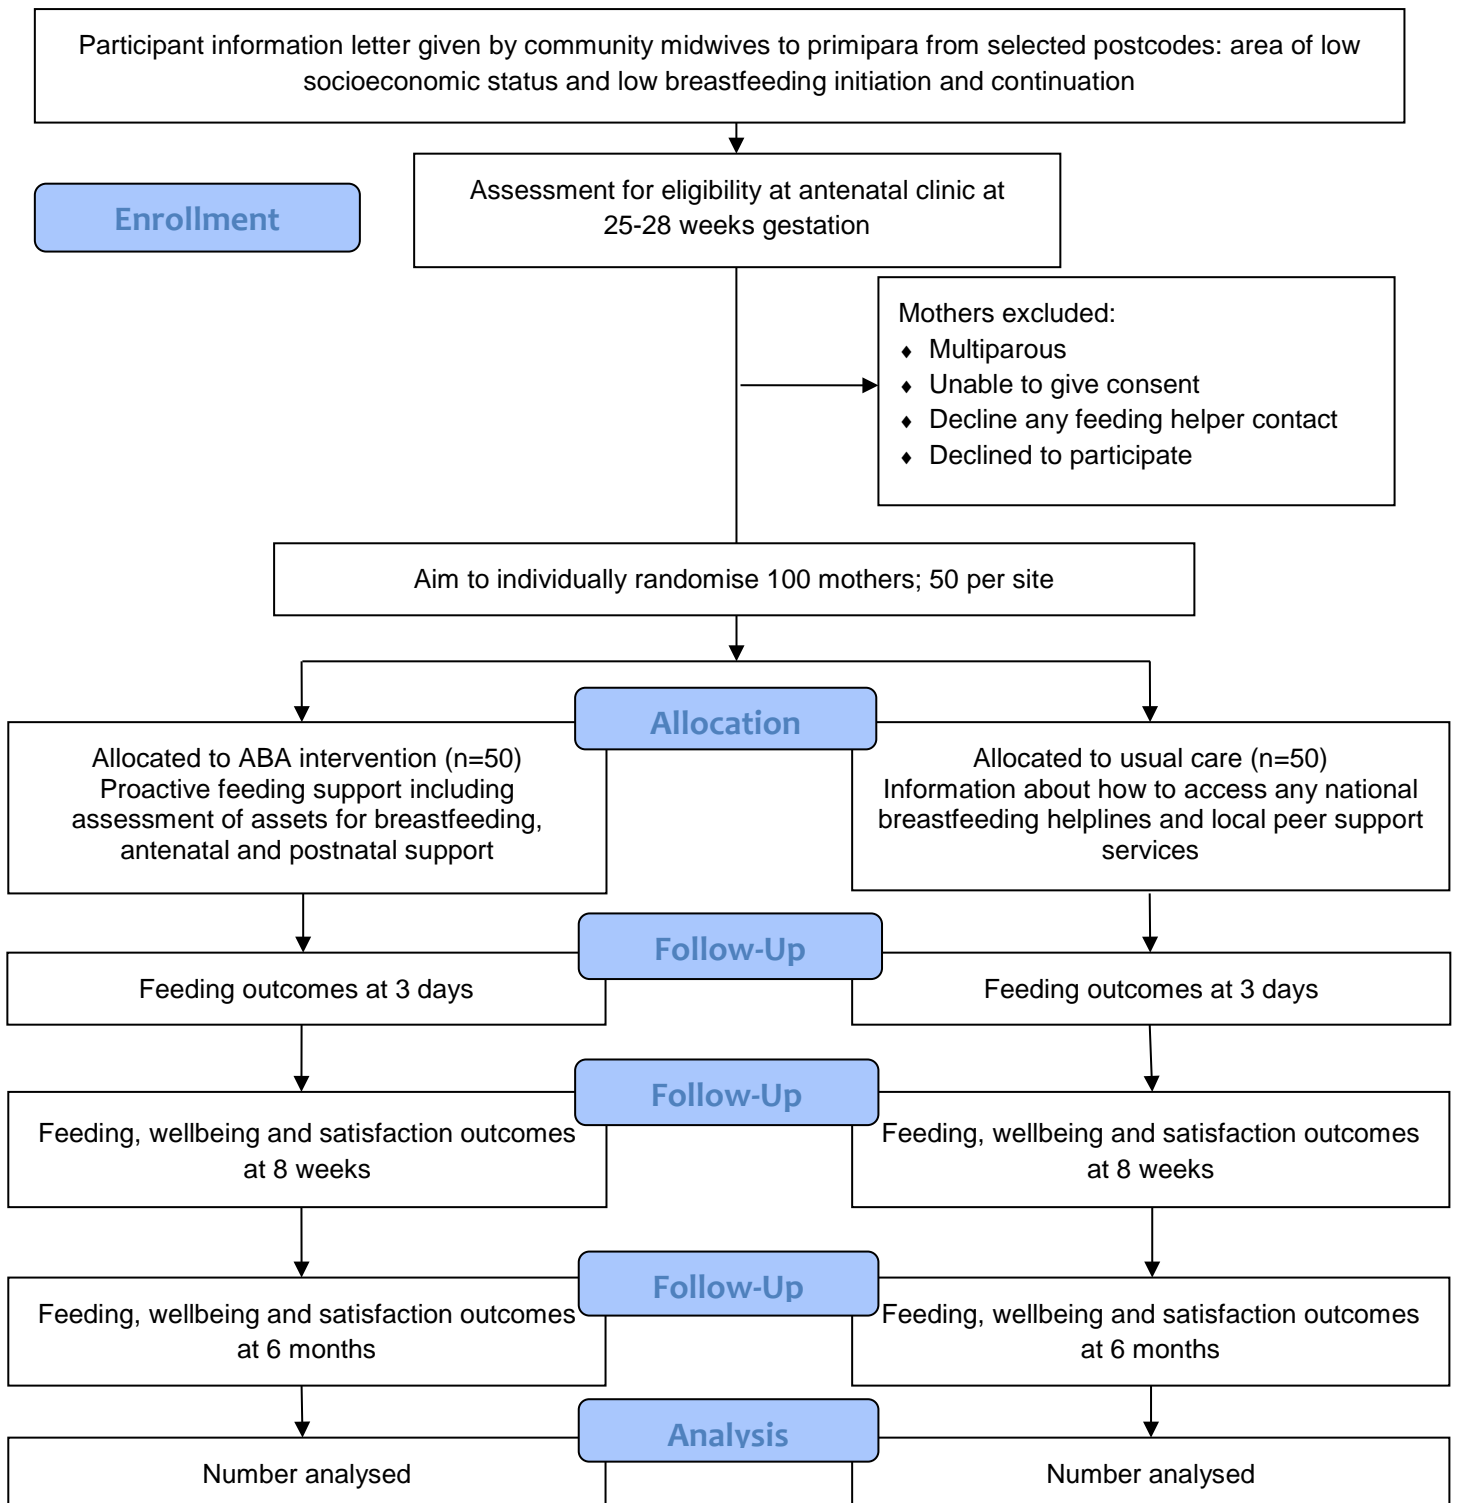 Participant information letter given by community midwives to primipara from selected postcodes: area of low
socioeconomic status and low breastfeeding initiation and continuation
Assessment for eligibility at antenatal clinic at
25-28 weeks gestation
Enrollment
Mothers excluded:
♦ Multiparous
♦ Unable to give consent
♦ Decline any feeding helper contact
♦ Declined to participate
Aim to individually randomise 100 mothers; 50 per site
Allocation
Allocated to ABA intervention (n=50)
Proactive feeding support including
assessment of assets for breastfeeding,
antenatal and postnatal support
Allocated to usual care (n=50)
Information about how to access any national
breastfeeding helplines and local peer support
services
Follow-Up
Feeding outcomes at 3 days
Feeding outcomes at 3 days
Follow-Up
Feeding, wellbeing and satisfaction outcomes
at 8 weeks
Feeding, wellbeing and satisfaction outcomes
at 8 weeks
Follow-Up
Feeding, wellbeing and satisfaction outcomes
at 6 months
Feeding, wellbeing and satisfaction outcomes
at 6 months
Analysis
Number analysed
Number analysed